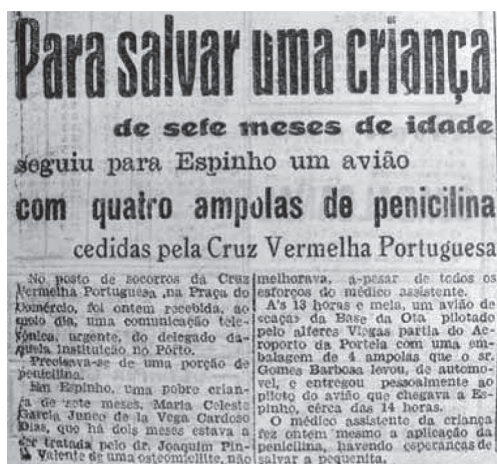 Para salvar uma criança
de sete meses de idade
seguiu para Espinho um avião
com quatro ampolas de penicilina
cedidas pela Cruz Vermelha Portuguesa
No posto de socorros da Cruz
Vermelha Portuguesa, na Praça do
Comércio, foi ontem recebida, ao
meio dia, uma comunicação tele-
fónica, urgente, do delegado da-
quela instituïcão no Pôrto.
Precisava-se de uma porção de
penicilina.
Em Espinho, uma pobre crian-
ça de sete meses, Maria Celeste
Garcia Junco de la Vega Cardoso
Dias, que há dois meses estava a
ser tratada pelo dr. Joaquim Pin-
Valente de uma osteomielite, não
melhorava, a-pesar de todos os
esforços do médico assistente.
A's 13 horas e meia, um avião de
«caça» da Base da Ota, pilotado
pelo alferes Viegas partia do Ae-
roporto da Portela com uma em-
balagem de 4 ampolas que o sr.
Gomes Barbosa levou, de automo-
vel, e entregou pessoalmente ao
piloto do avião que chegava a Es-
pinho, cêrca das 14 horas.
O médico assistente da criança
fez ontem mesmo a aplicação da
penicilina, havendo esperanças de
salvar a pequenita.